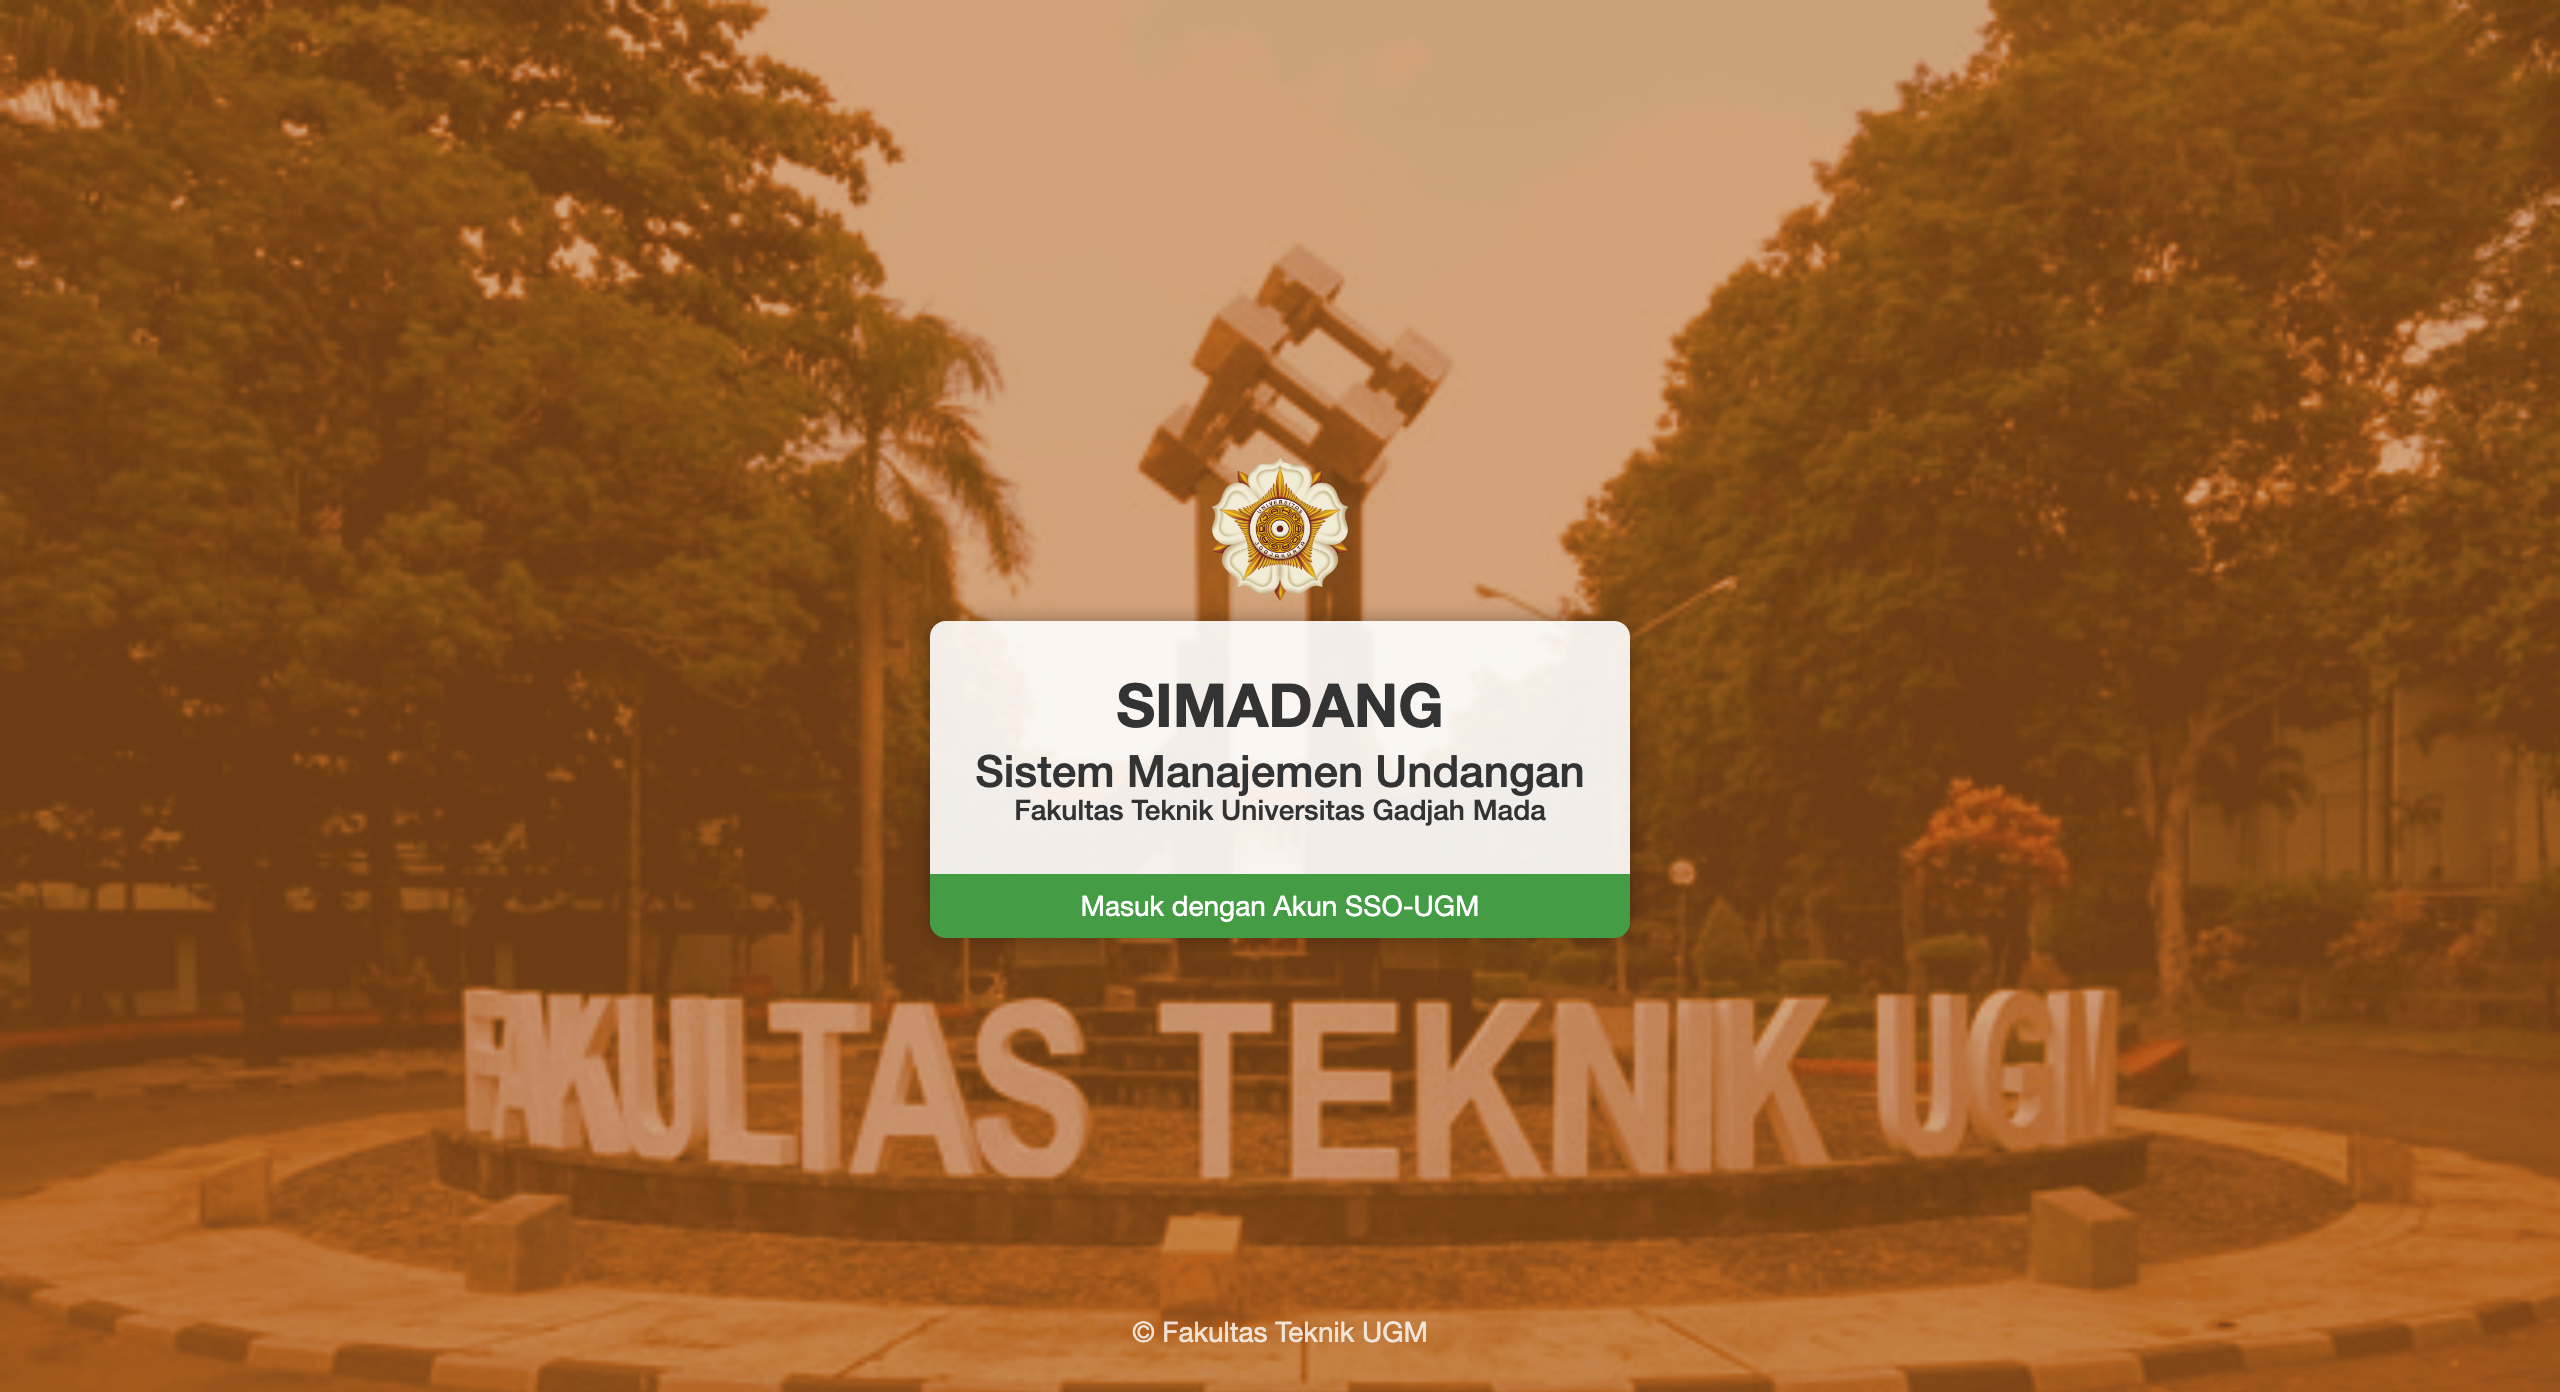 SIMADANG
Sistem Manajemen Undangan
Fakultas Teknik Universitas Gadjah Mada
Masuk dengan Akun SSO-UGM
FAKULTAS TEKNIK UGM
© Fakultas Teknik UGM